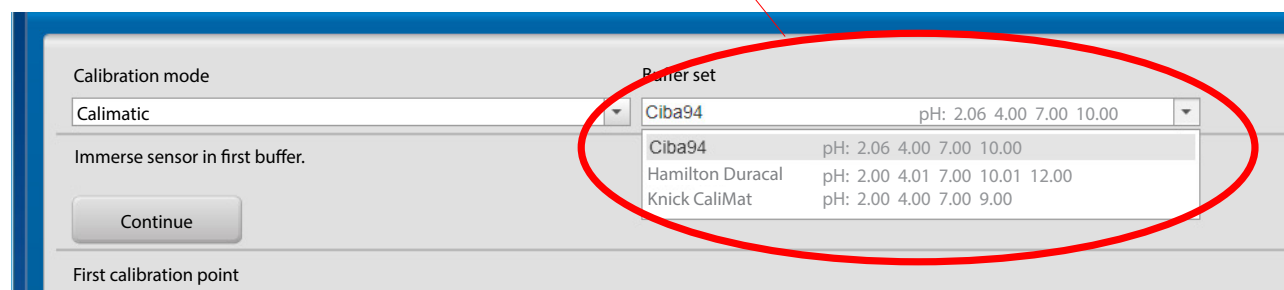 Calibration mode
Buffer set
Calimatic
Ciba94 pH: 2.06 4.00 7.00 10.00
Ciba94 pH: 2.06 4.00 7.00 10.00
Immerse sensor in first buffer.
Hamilton Duracal pH: 2.00 4.01 7.00 10.01 12.00
Knick CaliMat pH: 2.00 4.00 7.00 9.00
Continue
First calibration point